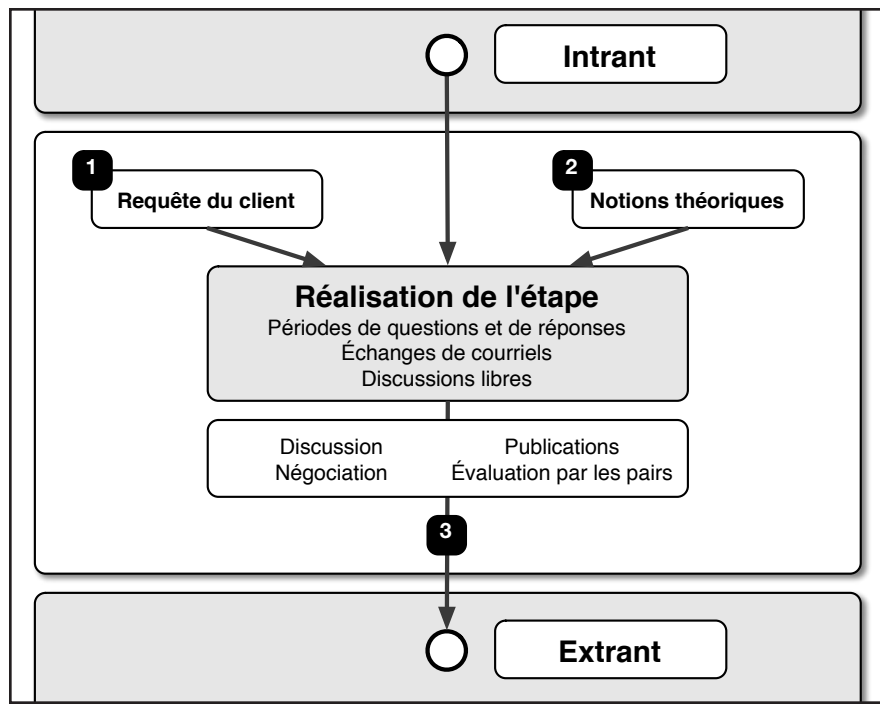 Intrant
1
Requête du client
2
Notions théoriques
Réalisation de l'étape
Périodes de questions et de réponses
Échanges de courriels
Discussions libres
Discussion
Négociation
Publications
Évaluation par les pairs
3
Extrant